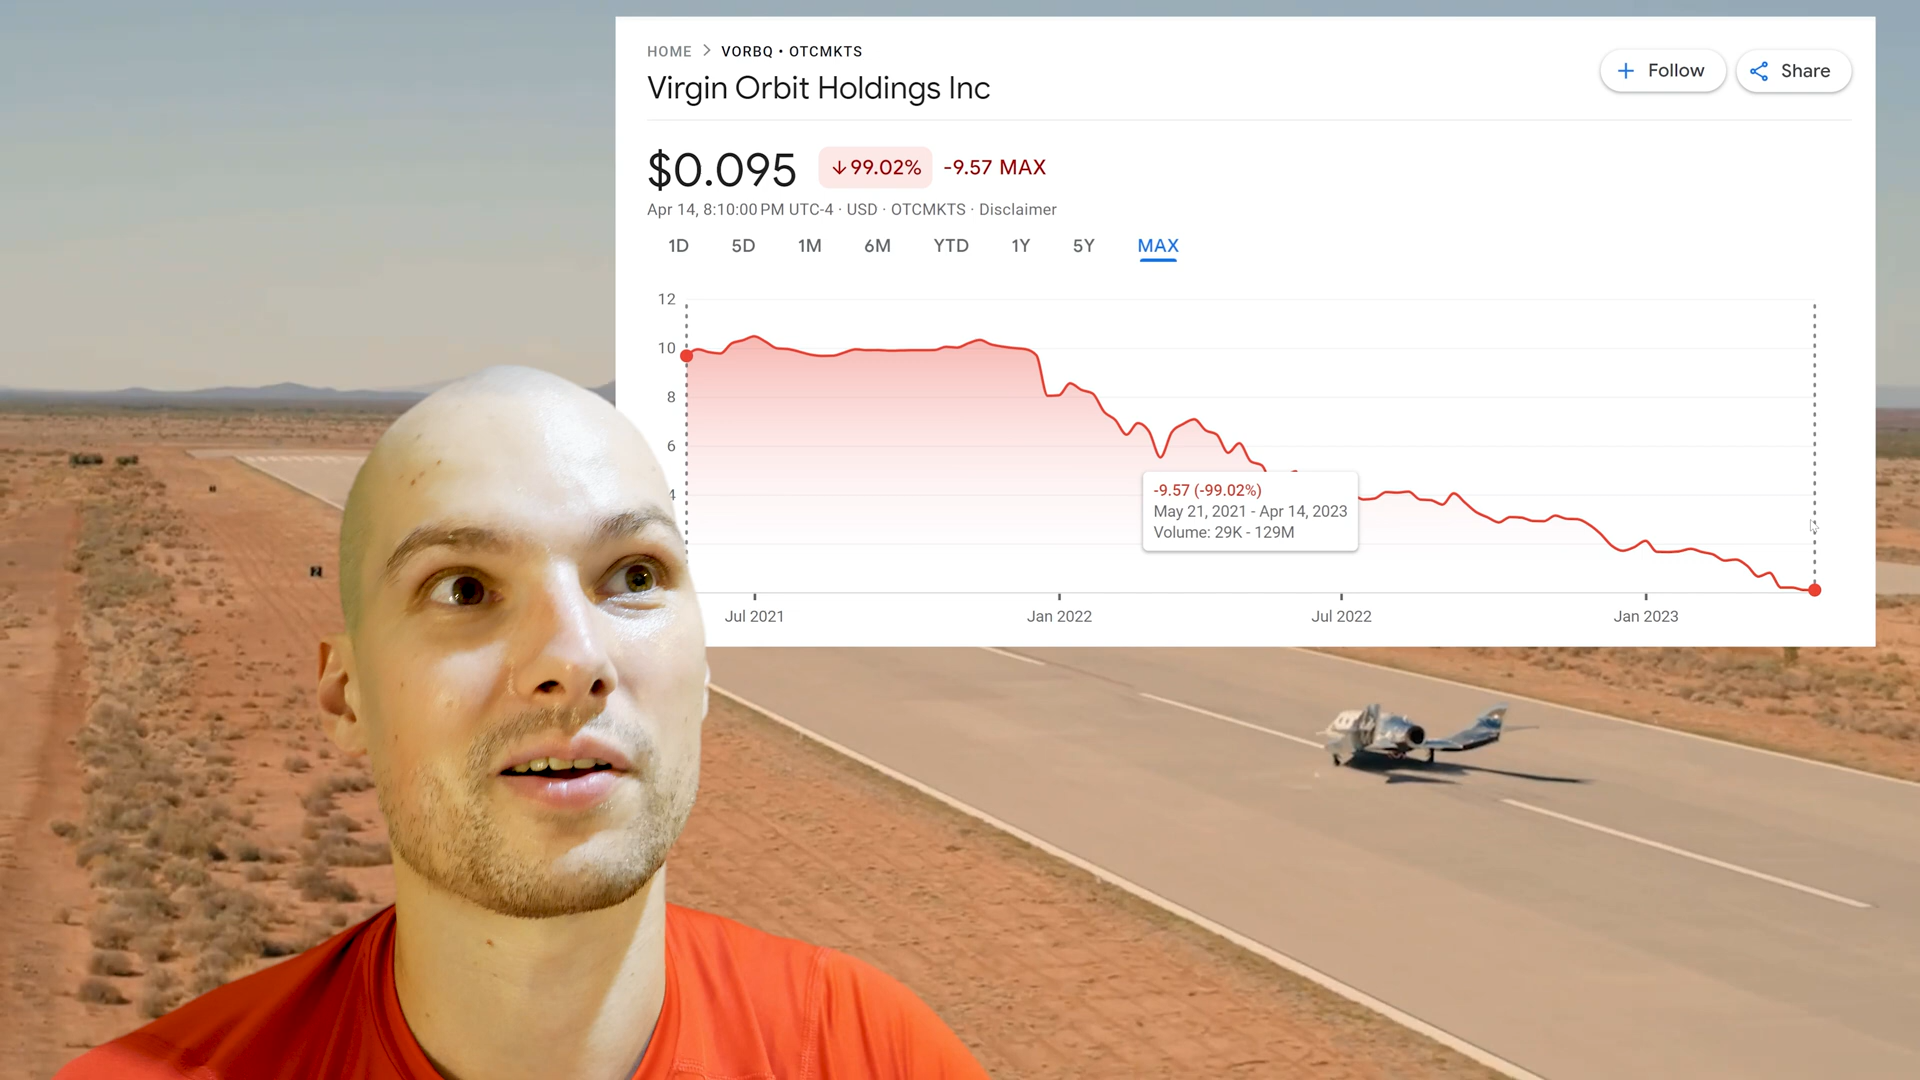 HOME > VORBQ • OTCMKTS
Virgin Orbit Holdings Inc
+ Follow
Share
$0.095 ↓99.02% -9.57 MAX
Apr 14, 8:10:00 PM UTC-4 · USD · OTCMKTS · Disclaimer
1D 5D 1M 6M YTD 1Y 5Y MAX
12
10
8
6
4
-9.57 (-99.02%)
May 21, 2021 - Apr 14, 2023
Volume: 29K - 129M
Jul 2021 Jan 2022 Jul 2022 Jan 2023
2